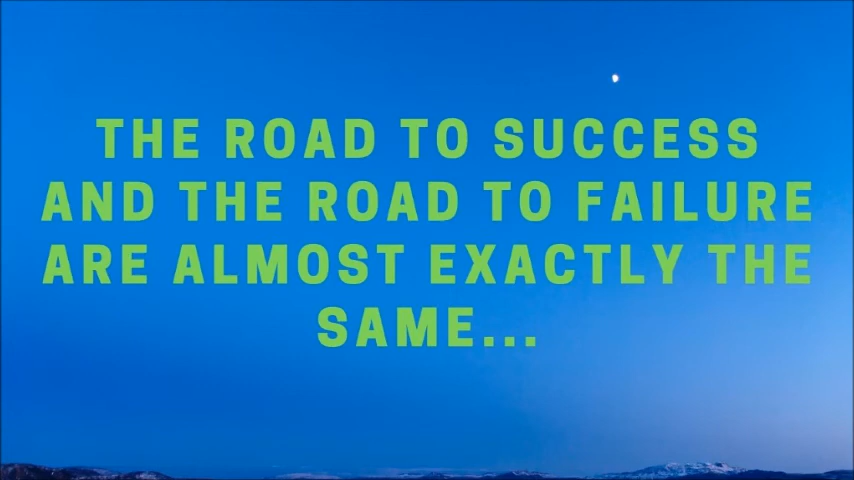 THE ROAD TO SUCCESS
AND THE ROAD TO FAILURE
ARE ALMOST EXACTLY THE
SAME...